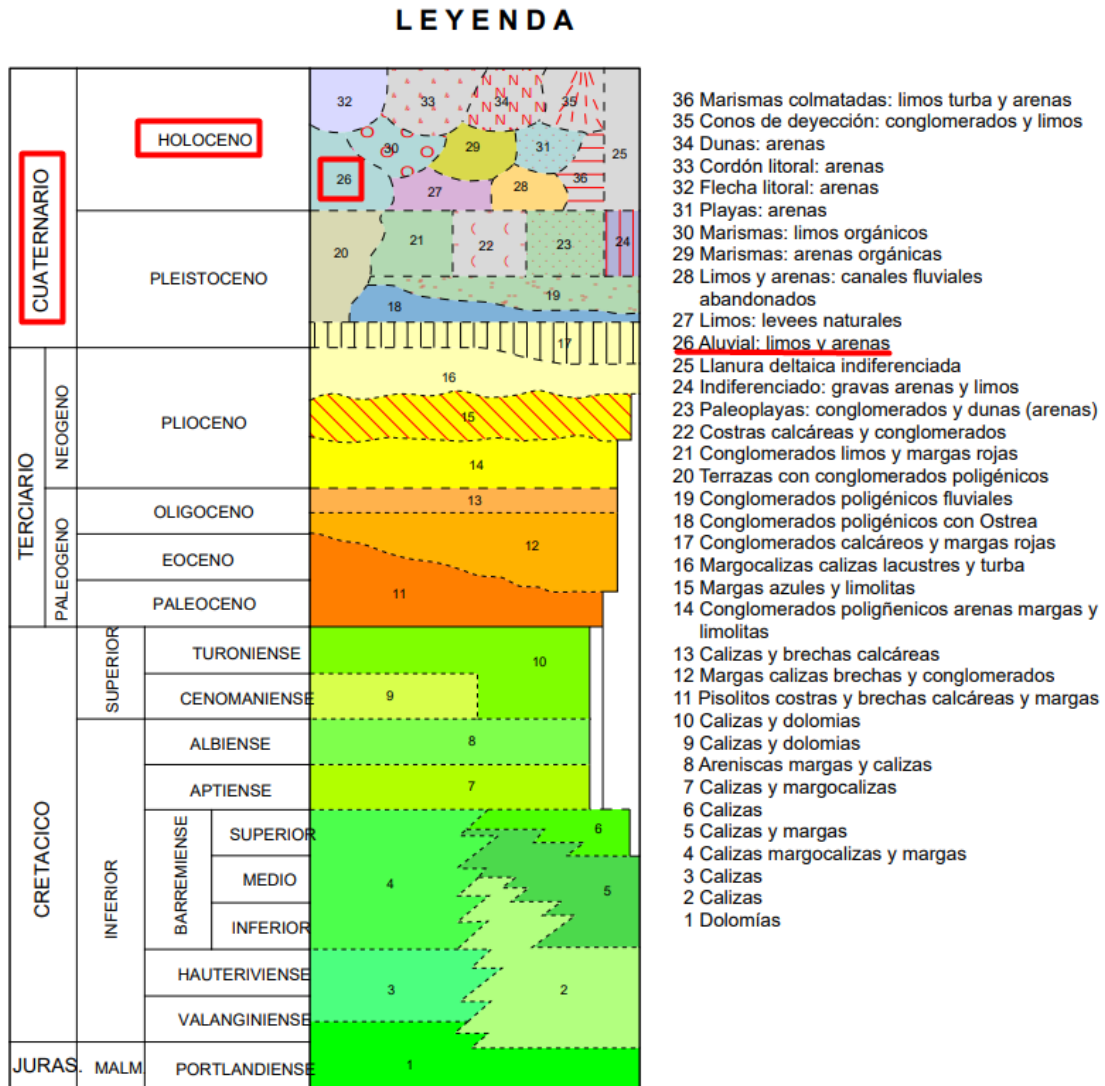 LEYENDA
CUATERNARIO
HOLOCENO
32
33
34
35
30
29
31
25
26
27
28
36
PLEISTOCENO
20
21
22
23
24
19
18
17
TERCIARIO
NEOGENO
PLIOCENO
16
15
14
PALEOGENO
OLIGOCENO
13
EOCENO
12
PALEOCENO
11
CRETACICO
SUPERIOR
TURONIENSE
10
CENOMANIENSE
9
INFERIOR
ALBIENSE
8
APTIENSE
7
BARREMIENSE
SUPERIOR
6
MEDIO
4
5
INFERIOR
HAUTERIVIENSE
3
2
VALANGINIENSE
JURAS.
MALM.
PORTLANDIENSE
1
36 Marismas colmatadas: limos turba y arenas
35 Conos de deyección: conglomerados y limos
34 Dunas: arenas
33 Cordón litoral: arenas
32 Flecha litoral: arenas
31 Playas: arenas
30 Marismas: limos orgánicos
29 Marismas: arenas orgánicas
28 Limos y arenas: canales fluviales
abandonados
27 Limos: levees naturales
26 Aluvial: limos y arenas
25 Llanura deltaica indiferenciada
24 Indiferenciado: gravas arenas y limos
23 Paleoplayas: conglomerados y dunas (arenas)
22 Costras calcáreas y conglomerados
21 Conglomerados limos y margas rojas
20 Terrazas con conglomerados poligénicos
19 Conglomerados poligénicos fluviales
18 Conglomerados poligénicos con Ostrea
17 Conglomerados calcáreos y margas rojas
16 Margocalizas calizas lacustres y turba
15 Margas azules y limolitas
14 Conglomerados poligñenicos arenas margas y
limolitas
13 Calizas y brechas calcáreas
12 Margas calizas brechas y conglomerados
11 Pisolitos costras y brechas calcáreas y margas
10 Calizas y dolomias
9 Calizas y dolomias
8 Areniscas margas y calizas
7 Calizas y margocalizas
6 Calizas
5 Calizas y margas
4 Calizas margocalizas y margas
3 Calizas
2 Calizas
1 Dolomías